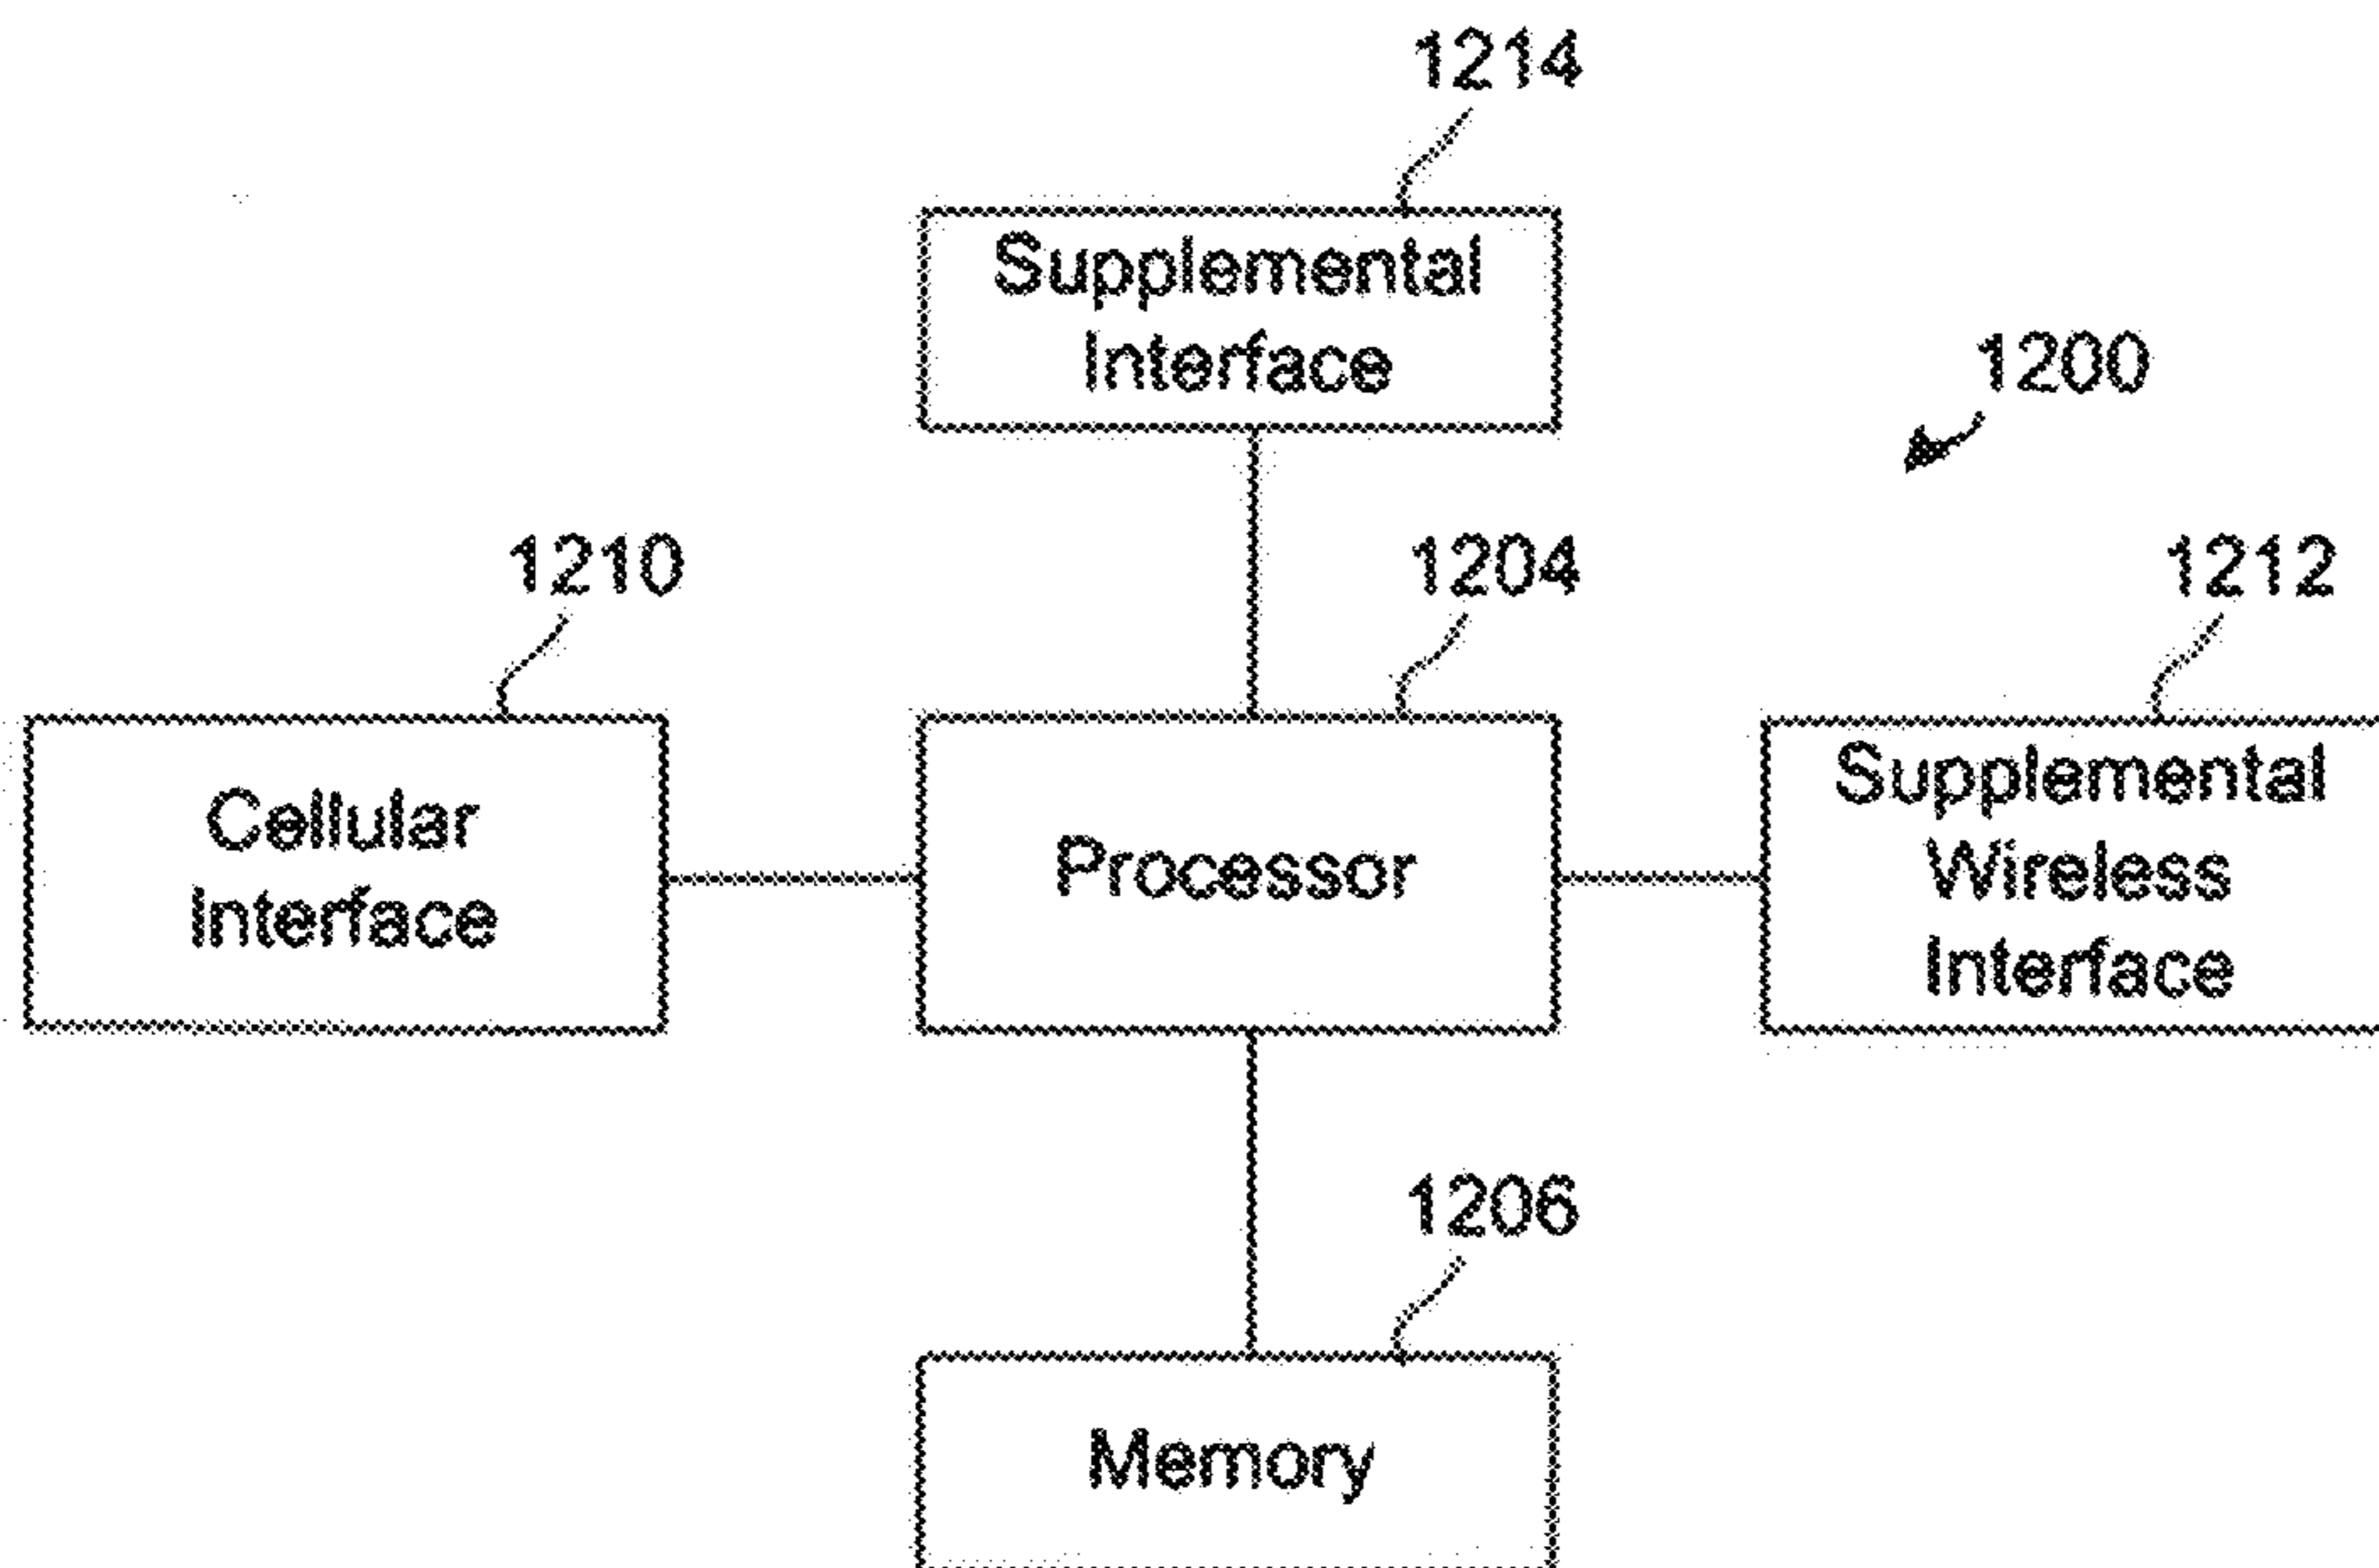 1214
Supplemental
Interface
1200
1210
1204
1212
Cellular
Interface
Processor
Supplemental
Wireless
Interface
1206
Memory